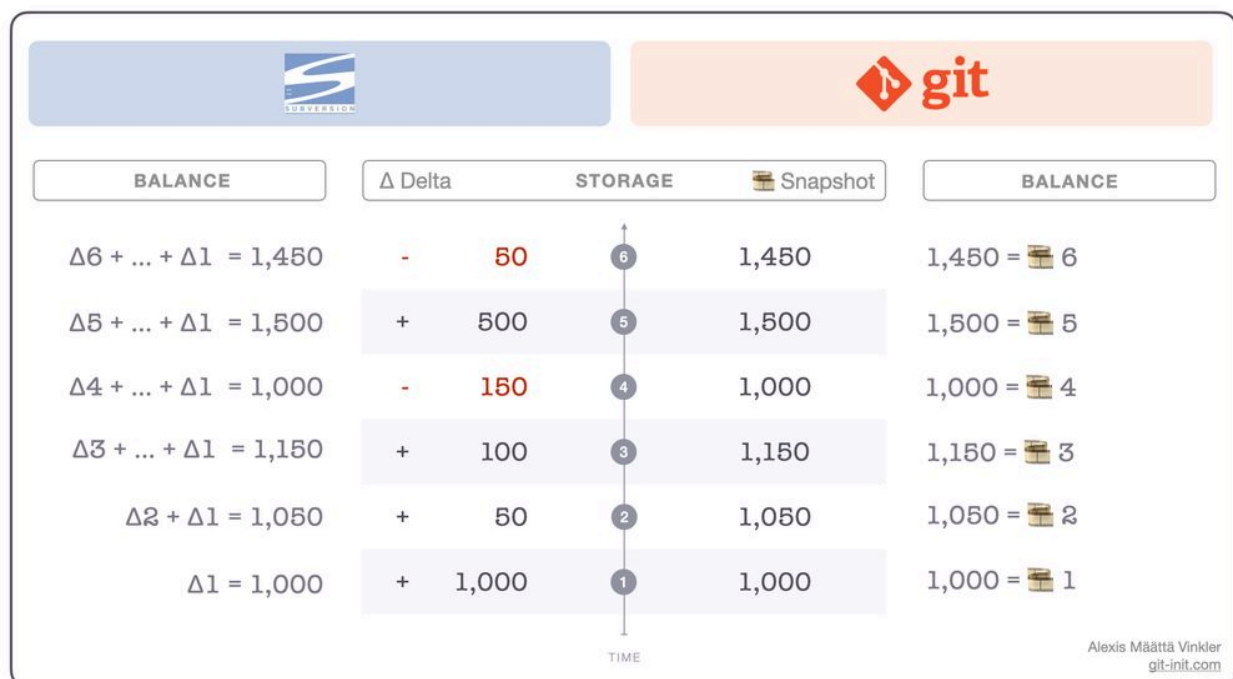 SUBVERSION
git
BALANCE
Δ Delta STORAGE Snapshot
BALANCE
Δ6 + ... + Δ1 = 1,450 - 50 6 1,450 1,450 = 6
Δ5 + ... + Δ1 = 1,500 + 500 5 1,500 1,500 = 5
Δ4 + ... + Δ1 = 1,000 - 150 4 1,000 1,000 = 4
Δ3 + ... + Δ1 = 1,150 + 100 3 1,150 1,150 = 3
Δ2 + Δ1 = 1,050 + 50 2 1,050 1,050 = 2
Δ1 = 1,000 + 1,000 1 1,000 1,000 = 1
TIME
Alexis Määttä Vinkler
git-init.com